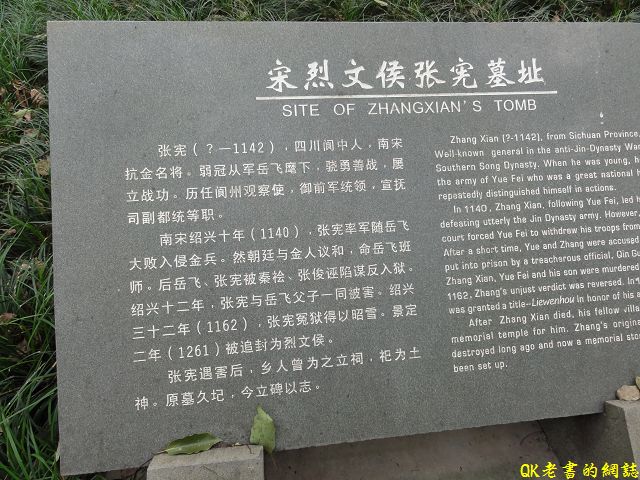 宋烈文侯张宪墓址
SITE OF ZHANGXIAN'S TOMB
张宪（？—1142），四川阆中人，南宋
抗金名将。弱冠从军岳飞麾下，骁勇善战，屡
立战功。历任阆州观察使，御前军统领，宣抚
司副都统等职。
南宋绍兴十年（1140），张宪率军随岳飞
大败入侵金兵。然朝廷与金人议和，命岳飞班
师。后岳飞、张宪被秦桧、张俊诬陷谋反入狱。
绍兴十二年，张宪与岳飞父子一同被害。绍兴
三十二年（1162），张宪冤狱得以昭雪。景定
二年（1261）被追封为烈文侯。
张宪遇害后，乡人曾为之立祠，祀为土
神。原墓久圮，今立碑以志。
Zhang Xian (?-1142), from Sichuan Province,
Well-known general in the anti-Jin-Dynasty War
Southern Song Dynasty. When he was young, h
the army of Yue Fei who was a great national h
repeatedly distinguished himself in actions.
In 1140, Zhang Xian, following Yue Fei, led h
defeating utterly the Jin Dynasty army. However,
court forced Yue Fei to withdrew his troops from
After a short time, Yue and Zhang were accused
put into prison by a treacherous official, Qin Gu
Zhang Xian, Yue Fei and his son were murdered
1162, Zhang's unjust verdict was reversed. In
was granted a title--Liewenhou in honor of his
After Zhang Xian died, his fellow villa
memorial temple for him. Zhang's origina
destroyed long ago and now a memorial ston
been set up.
QK老書的網誌